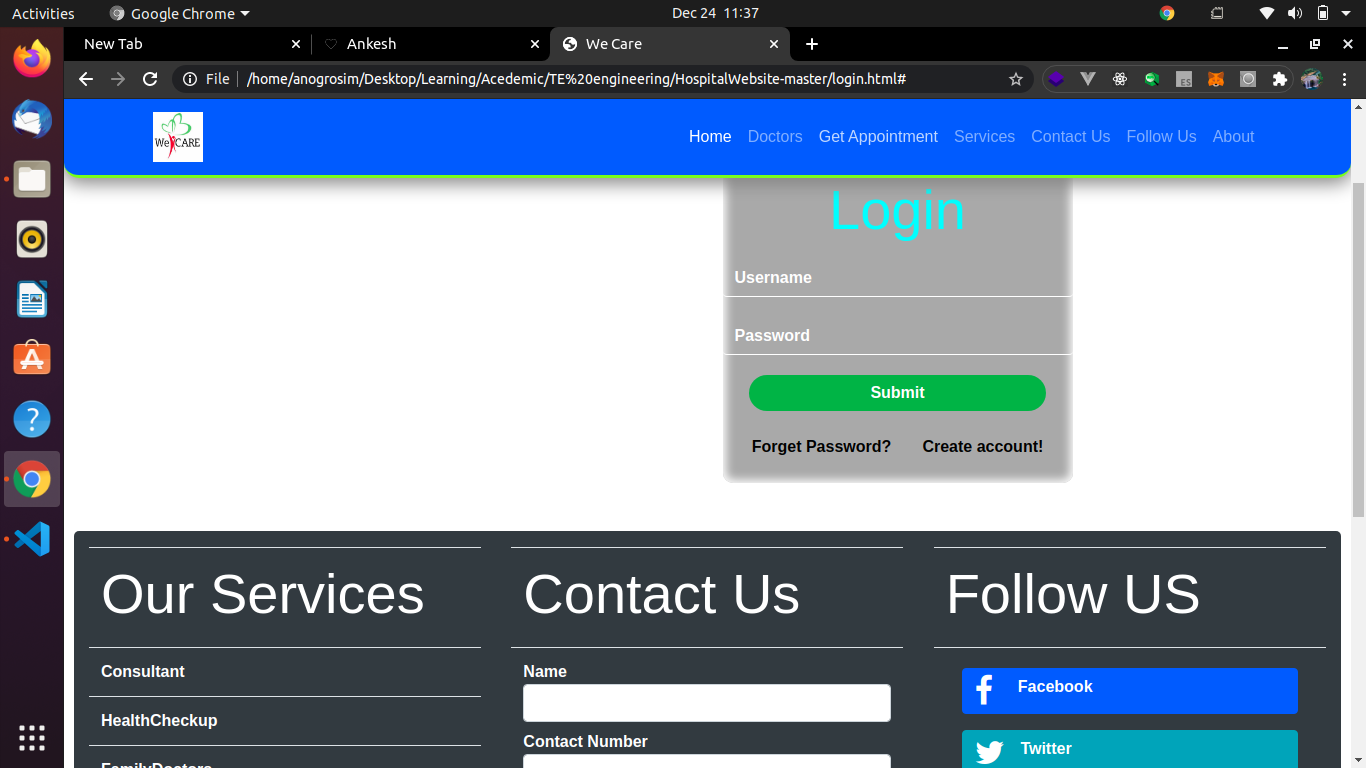 Activities Google Chrome Dec 24 11:37
New Tab Ankesh We Care
File /home/anogrosim/Desktop/Learning/Acedemic/TE%20engineering/HospitalWebsite-master/login.html#
ES
We CARE
Home Doctors Get Appointment Services Contact Us Follow Us About
Login
Username
Password
Submit
Forget Password? Create account!
Our Services Contact Us Follow US
Consultant Name
Facebook
HealthCheckup
Contact Number
Twitter
FamilyDoctors